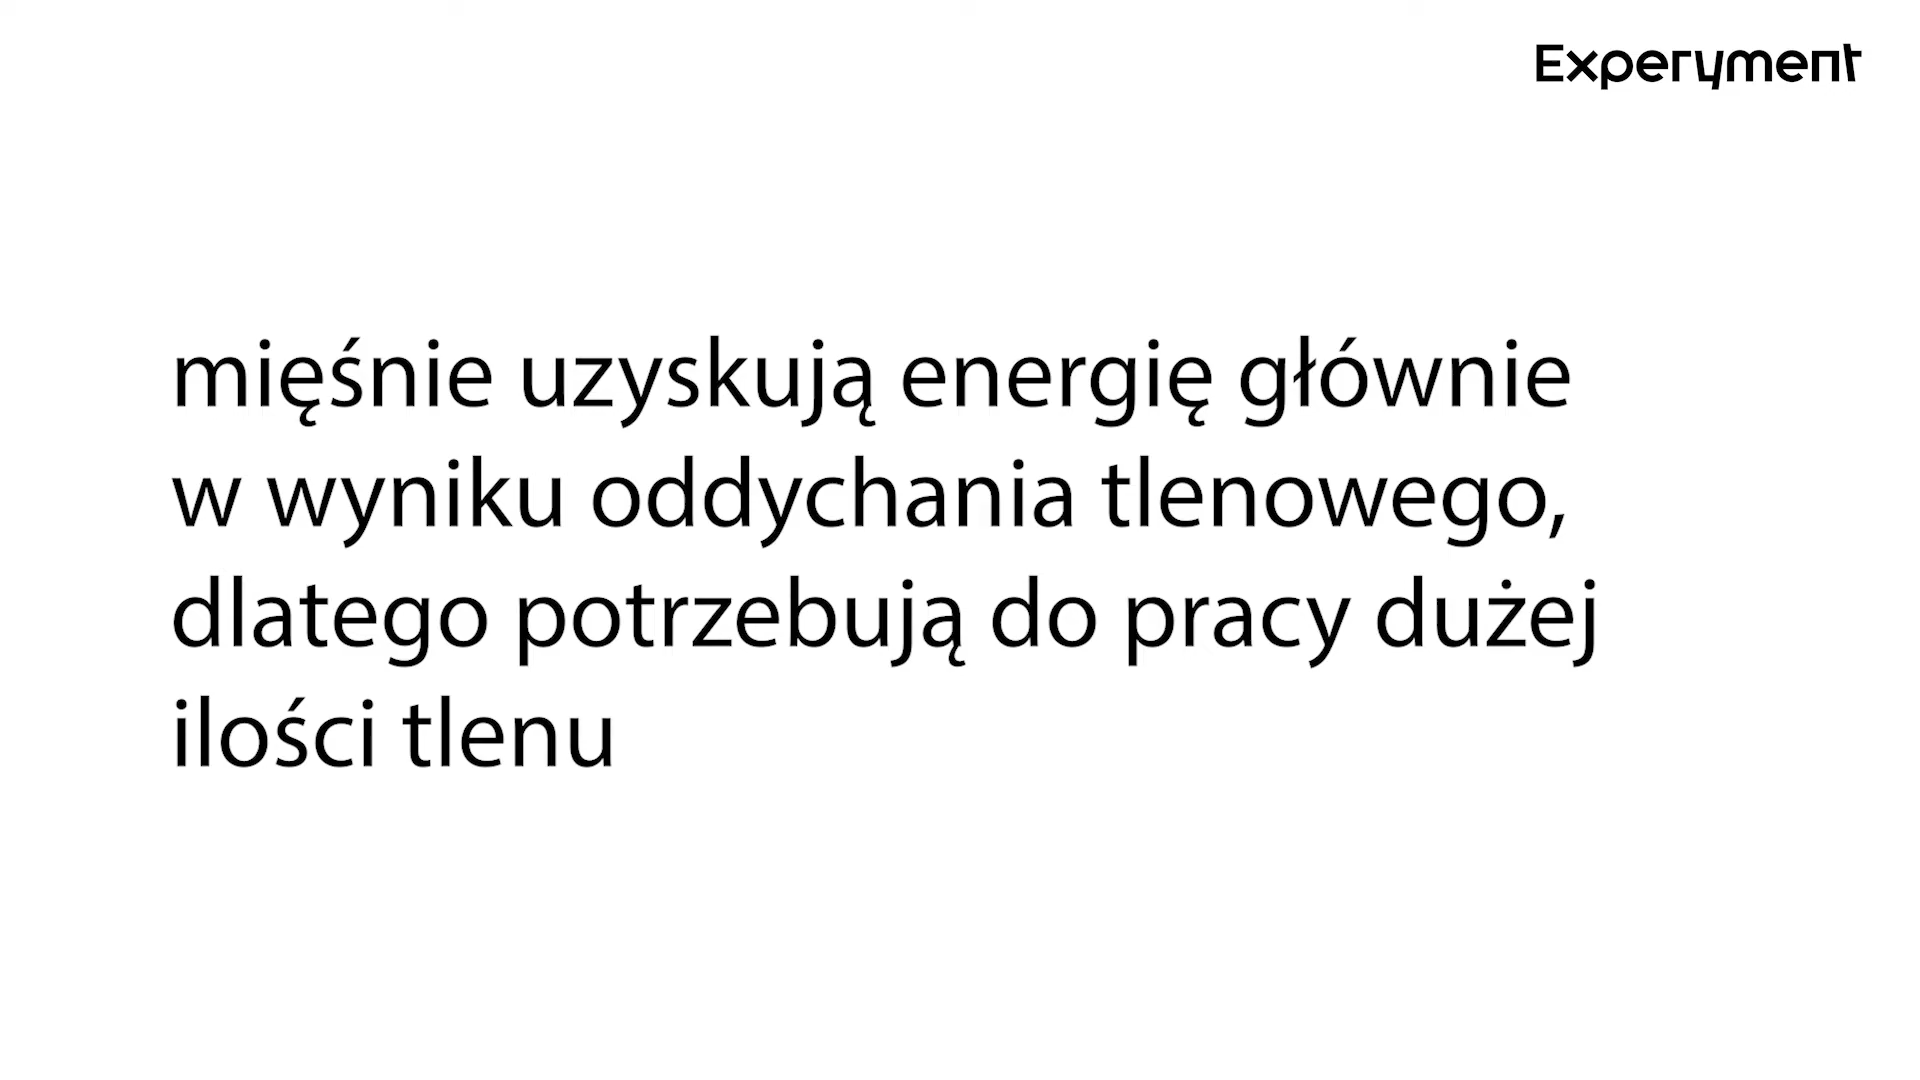 Experyment
mięśnie uzyskują energię głównie
w wyniku oddychania tlenowego,
dlatego potrzebują do pracy dużej
ilości tlenu